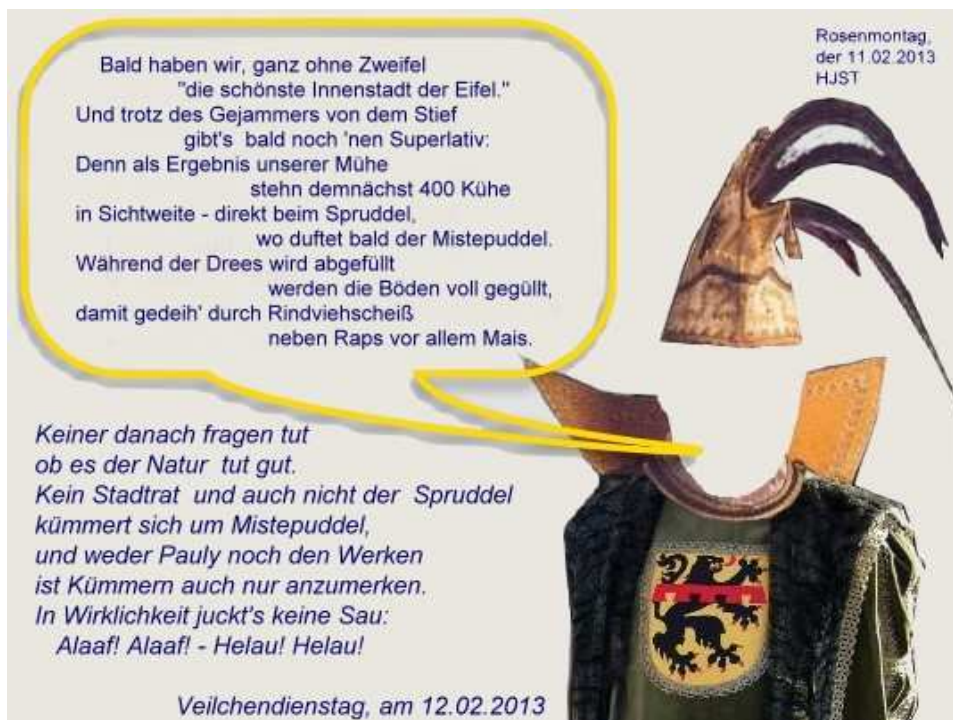 Rosenmontag,
der 11.02.2013
HJST
Bald haben wir, ganz ohne Zweifel
"die schönste Innenstadt der Eifel."
Und trotz des Gejammers von dem Stief
gibt's bald noch 'nen Superlativ:
Denn als Ergebnis unserer Mühe
stehn demnächst 400 Kühe
in Sichtweite - direkt beim Spruddel,
wo duftet bald der Mistepuddel.
Während der Drees wird abgefüllt
werden die Böden voll gegüllt,
damit gedeih' durch Rindviehscheiß
neben Raps vor allem Mais.
Keiner danach fragen tut
ob es der Natur tut gut.
Kein Stadtrat und auch nicht der Spruddel
kümmert sich um Mistepuddel,
und weder Pauly noch den Werken
ist Kümmern auch nur anzumerken.
In Wirklichkeit juckt's keine Sau:
Alaaf! Alaaf! - Helau! Helau!
Veilchendienstag, am 12.02.2013